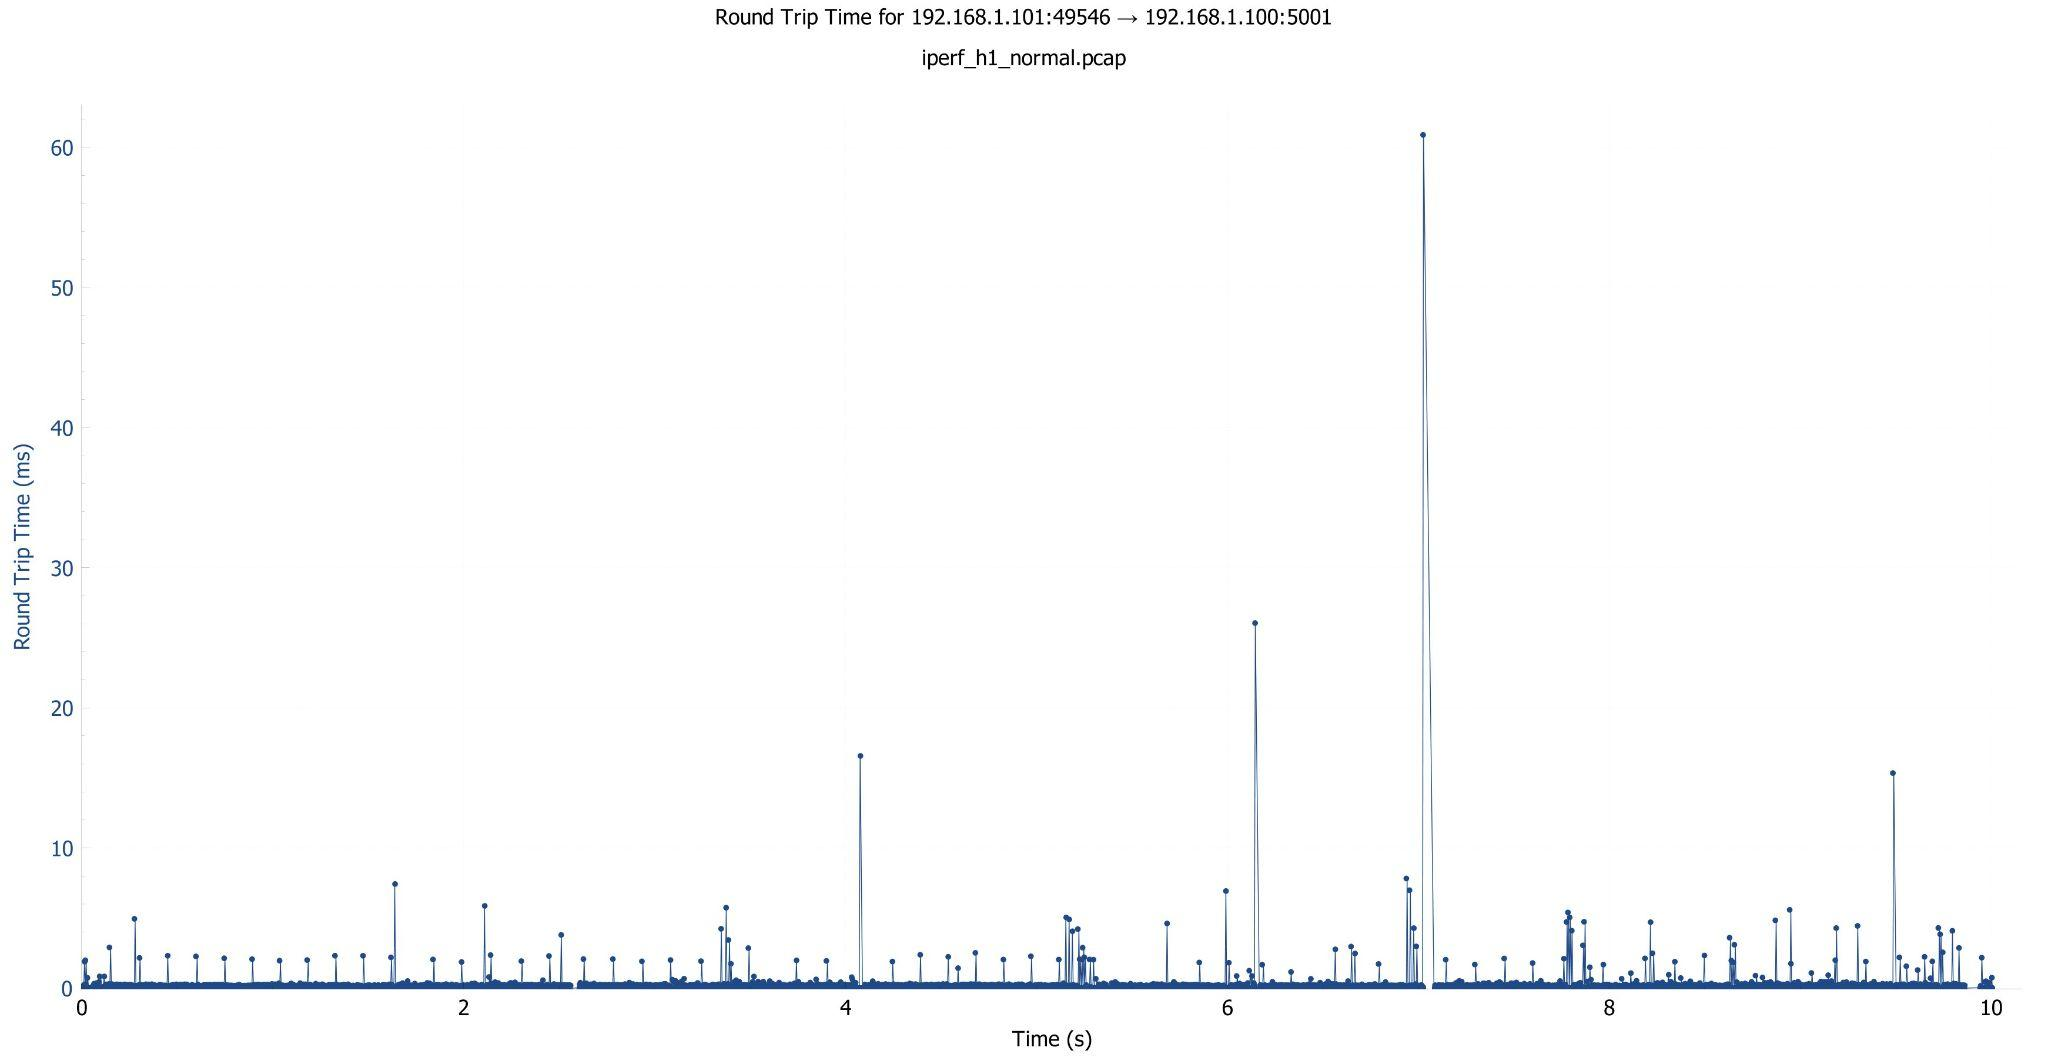 Round Trip Time for 192.168.1.101:49546 → 192.168.1.100:5001
iperf_h1_normal.pcap
60
50
40
30
20
10
0
Round Trip Time (ms)
0 2 4 6 8 10
Time (s)